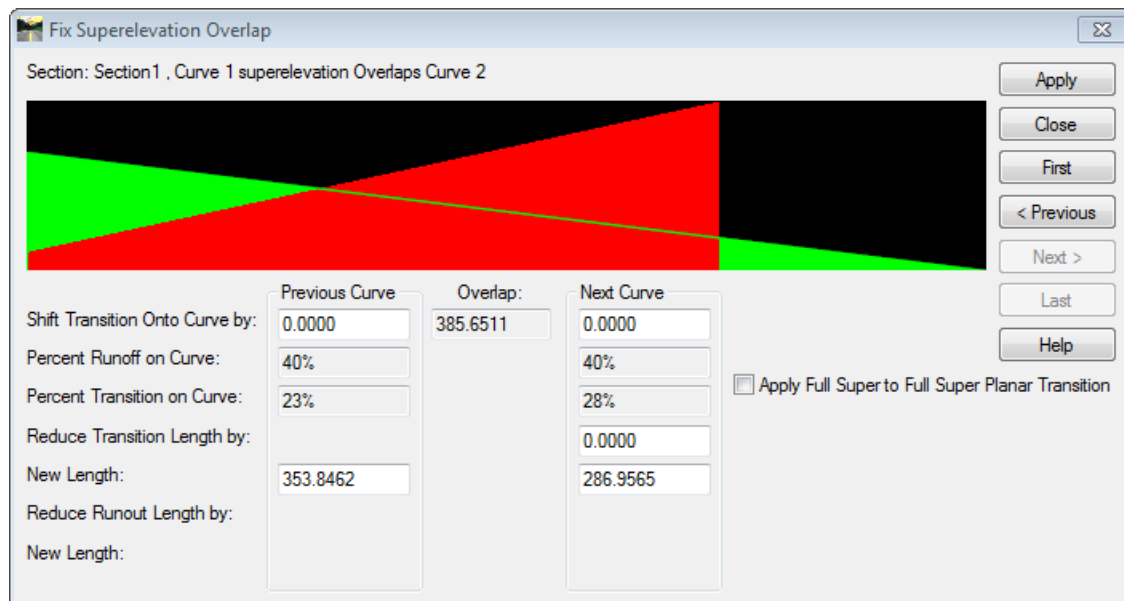 Fix Superelevation Overlap
Section: Section1 , Curve 1 superelevation Overlaps Curve 2
Apply
Close
First
< Previous
Next >
Last
Help
Previous Curve Overlap: Next Curve
Shift Transition Onto Curve by: 0.0000 385.6511 0.0000
Percent Runoff on Curve: 40% 40%
Apply Full Super to Full Super Planar Transition
Percent Transition on Curve: 23% 28%
Reduce Transition Length by: 0.0000
New Length: 353.8462 286.9565
Reduce Runout Length by:
New Length: